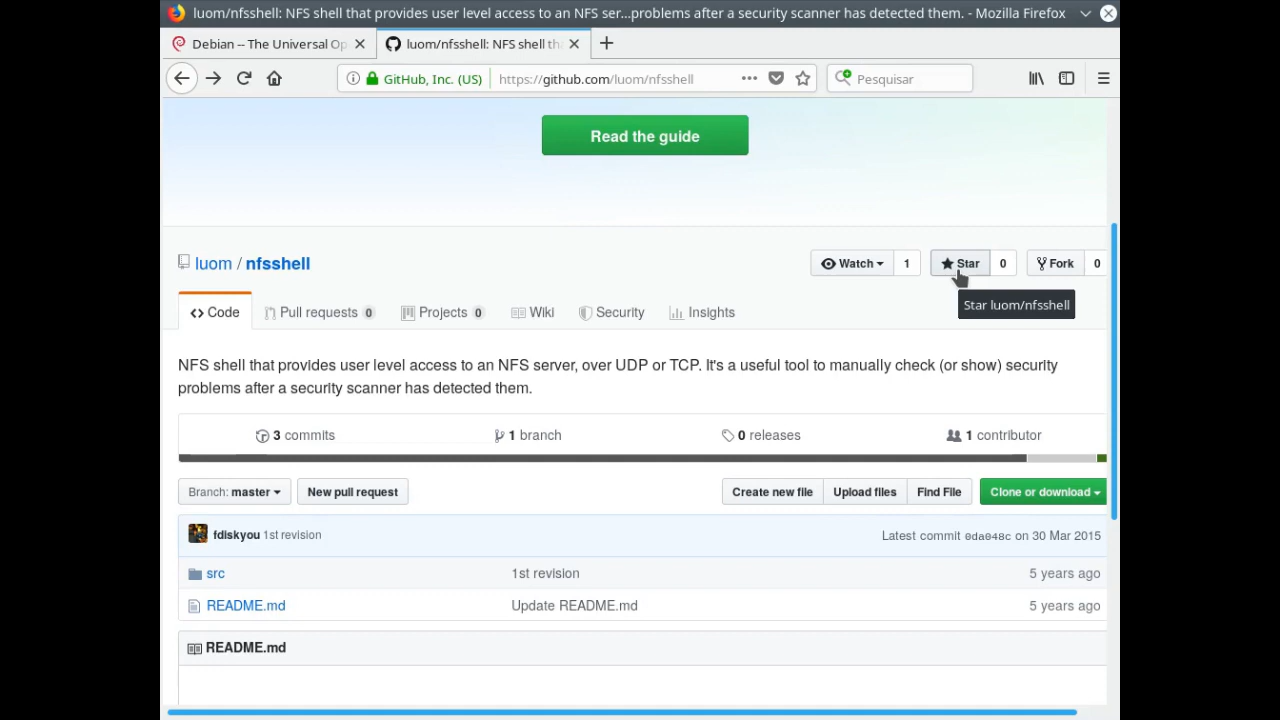 luom/nfsshell: NFS shell that provides user level access to an NFS ser...problems after a security scanner has detected them. - Mozilla Firefox
Debian -- The Universal Op
luom/nfsshell: NFS shell th
GitHub, Inc. (US) https://github.com/luom/nfsshell Pesquisar
Read the guide
luom / nfsshell Watch 1 Star 0 Fork 0
Star luom/nfsshell
Code Pull requests 0 Projects 0 Wiki Security Insights
NFS shell that provides user level access to an NFS server, over UDP or TCP. It's a useful tool to manually check (or show) security
problems after a security scanner has detected them.
3 commits 1 branch 0 releases 1 contributor
Branch: master New pull request Create new file Upload files Find File Clone or download
fdiskyou 1st revision Latest commit 0da048c on 30 Mar 2015
src 1st revision 5 years ago
README.md Update README.md 5 years ago
README.md